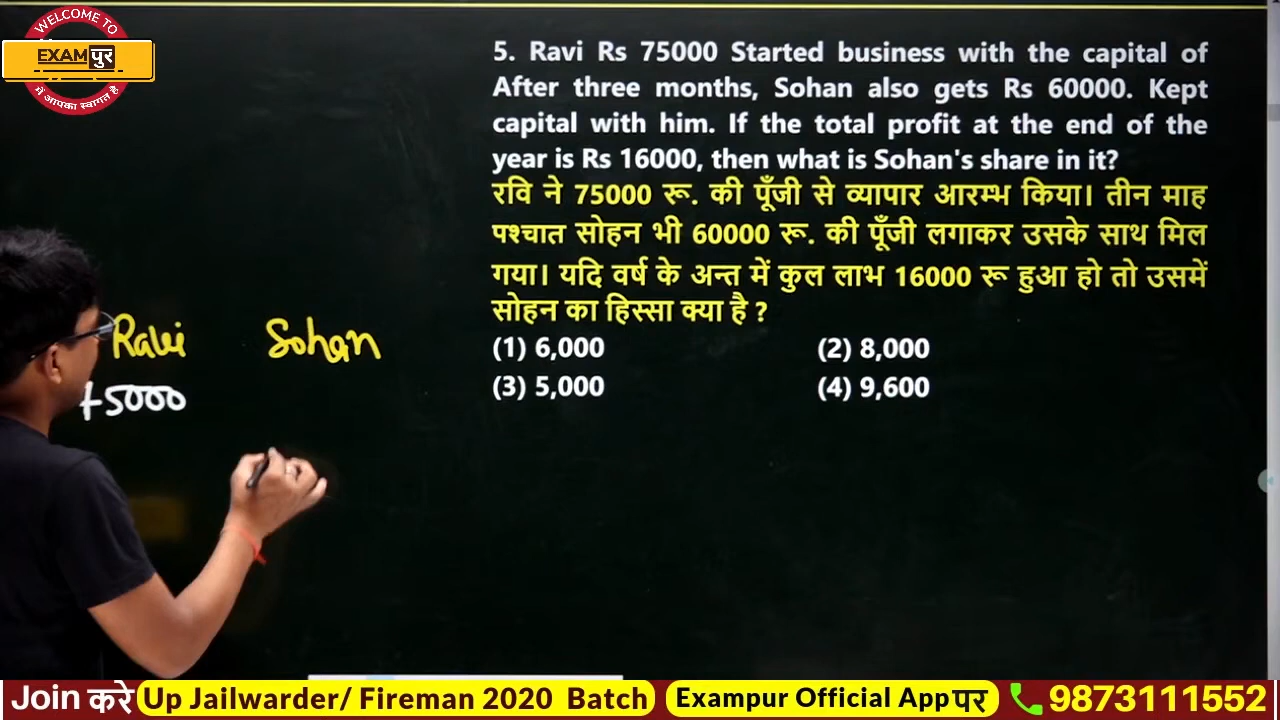 WELCOME TO
EXAMपुर
में आपका स्वागत है
5. Ravi Rs 75000 Started business with the capital of
After three months, Sohan also gets Rs 60000. Kept
capital with him. If the total profit at the end of the
year is Rs 16000, then what is Sohan's share in it?
रवि ने 75000 रू. की पूँजी से व्यापार आरम्भ किया। तीन माह
पश्चात सोहन भी 60000 रू. की पूँजी लगाकर उसके साथ मिल
गया। यदि वर्ष के अन्त में कुल लाभ 16000 रू हुआ हो तो उसमें
सोहन का हिस्सा क्या है ?
(1) 6,000 (2) 8,000
(3) 5,000 (4) 9,600
Ravi Sohan
75000
Join करे Up Jailwarder/ Fireman 2020 Batch Exampur Official App पर 9873111552